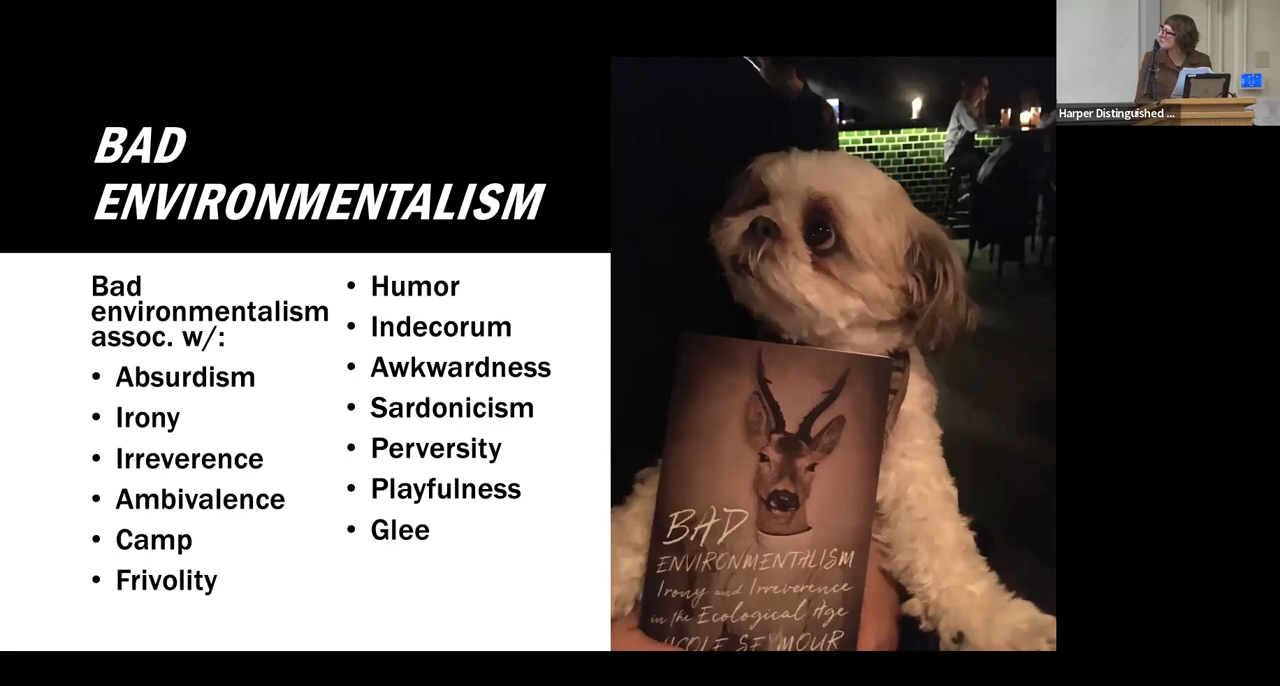 BAD
ENVIRONMENTALISM
Bad
environmentalism
assoc. w/:
• Absurdism
• Irony
• Irreverence
• Ambivalence
• Camp
• Frivolity
• Humor
• Indecorum
• Awkwardness
• Sardonicism
• Perversity
• Playfulness
• Glee
BAD
ENVIRONMENTALISM
Irony and Irreverence
in the Ecological Age
NICOLE SEYMOUR
Harper Distinguished ...